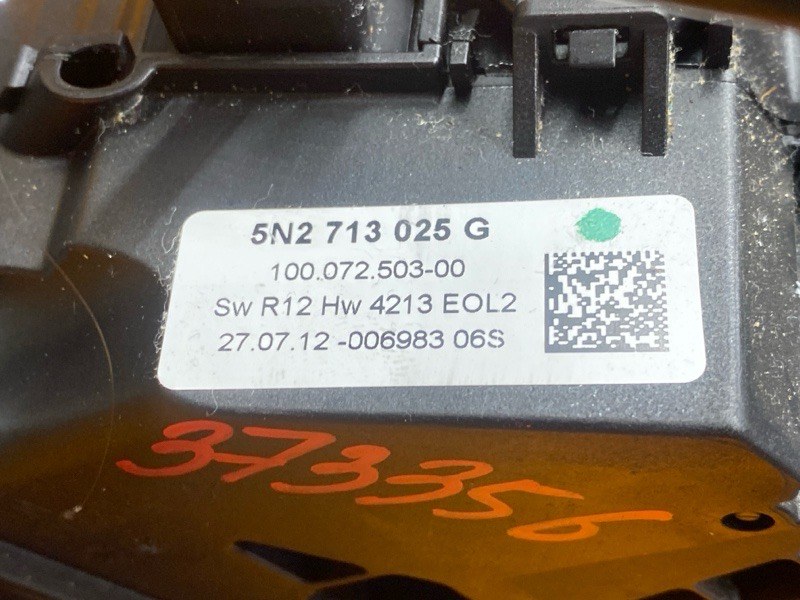 5N2 713 025 G
100.072.503-00
Sw R12 Hw 4213 EOL2
27.07.12 -006983 06S
373356